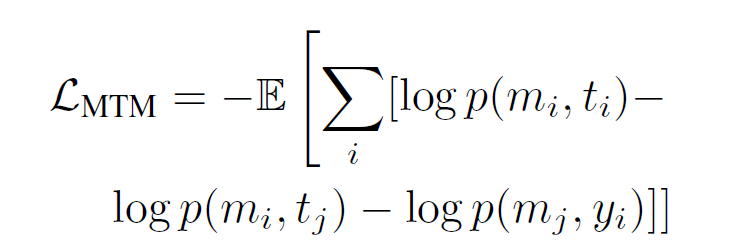 ℒ_MTM = −𝔼 [ ∑_i [log p(m_i, t_i) −
log p(m_i, t_j) − log p(m_j, y_i)]]